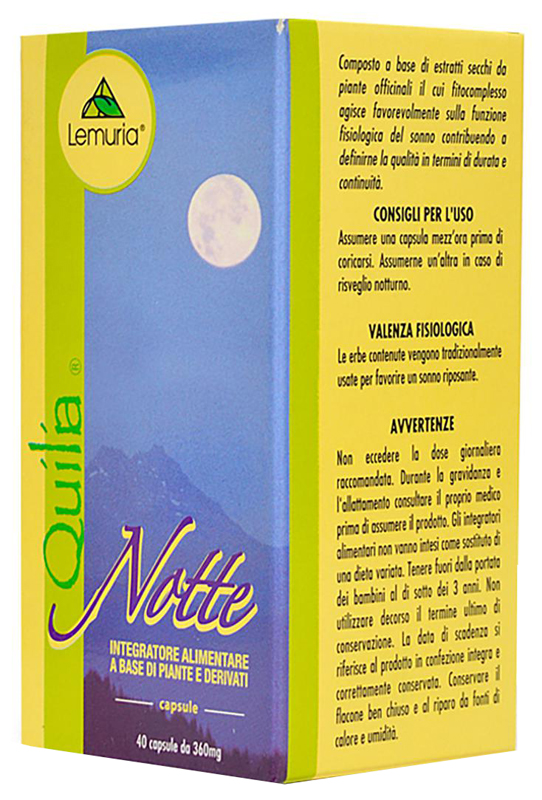 Lemuria®
Quilía ®
Notte
INTEGRATORE ALIMENTARE
A BASE DI PIANTE E DERIVATI
capsule
40 capsule da 360mg
Composto a base di estratti secchi da
piante officinali il cui fitocomplesso
agisce favorevolmente sulla funzione
fisiologica del sonno contribuendo a
definirne la qualità in termini di durata e
continuità.
CONSIGLI PER L'USO
Assumere una capsula mezz'ora prima di
coricarsi. Assumerne un'altra in caso di
risveglio notturno.
VALENZA FISIOLOGICA
Le erbe contenute vengono tradizionalmente
usate per favorire un sonno riposante.
AVVERTENZE
Non eccedere la dose giornaliera
raccomandata. Durante la gravidanza e
l'allattamento consultare il proprio medico
prima di assumere il prodotto. Gli integratori
alimentari non vanno intesi come sostituto di
una dieta variata. Tenere fuori dalla portata
dei bambini al di sotto dei 3 anni. Non
utilizzare decorso il termine ultimo di
conservazione. La data di scadenza si
riferisce al prodotto in confezione integra e
correttamente conservata. Conservare il
flacone ben chiuso e al riparo da fonti di
calore e umidità.